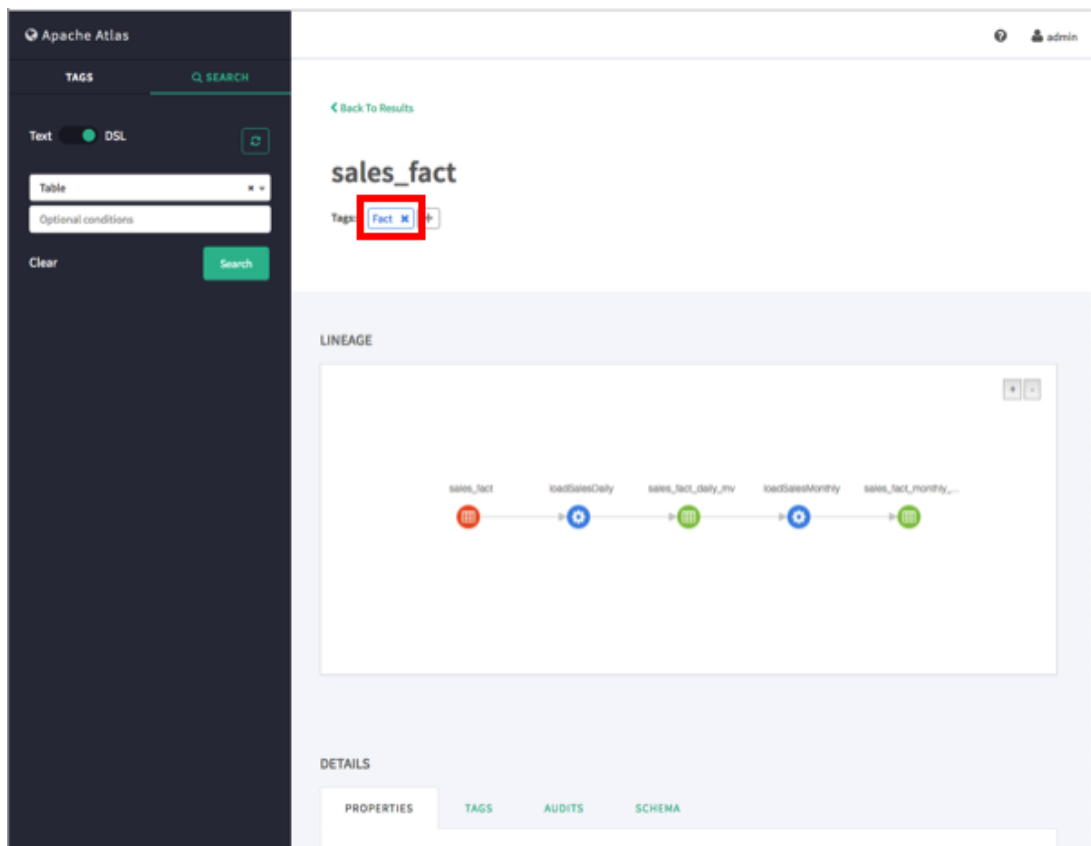 Apache Atlas
admin
TAGS
SEARCH
Text DSL
Table
Optional conditions
Clear
Search
Back To Results
sales_fact
Tags: Fact
LINEAGE
+ -
sales_fact loadSalesDaily sales_fact_daily_mv loadSalesMonthly sales_fact_monthly_...
DETAILS
PROPERTIES TAGS AUDITS SCHEMA